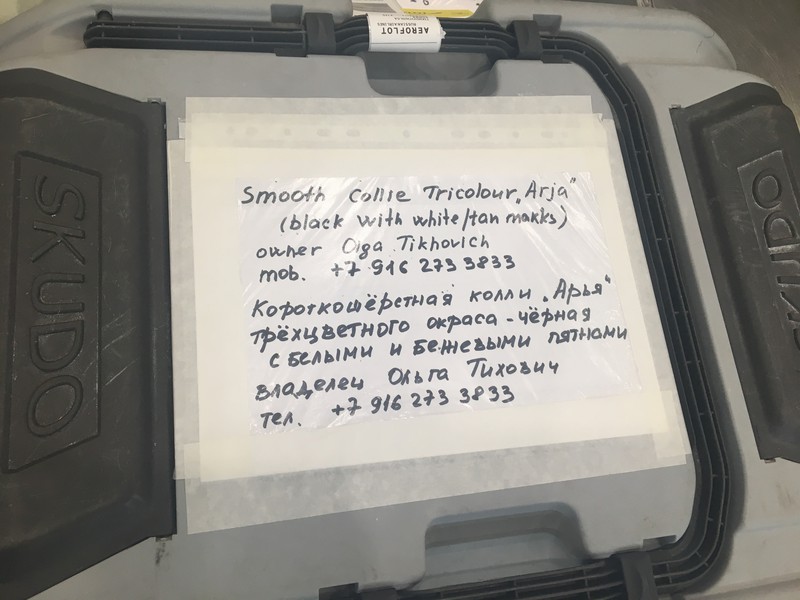 AEROFLOT
SKUDO
SKUDO
Smooth Collie Tricolour „Arja"
(black with white/tan makks)
owner Olga Tikhovich
mob. +7 916 273 3833
Короткошёрстная колли „Арья"
трёхцветного окраса - чёрная
с белыми и бежевыми пятнами
владелец Ольга Тихович
тел. +7 916 273 3833